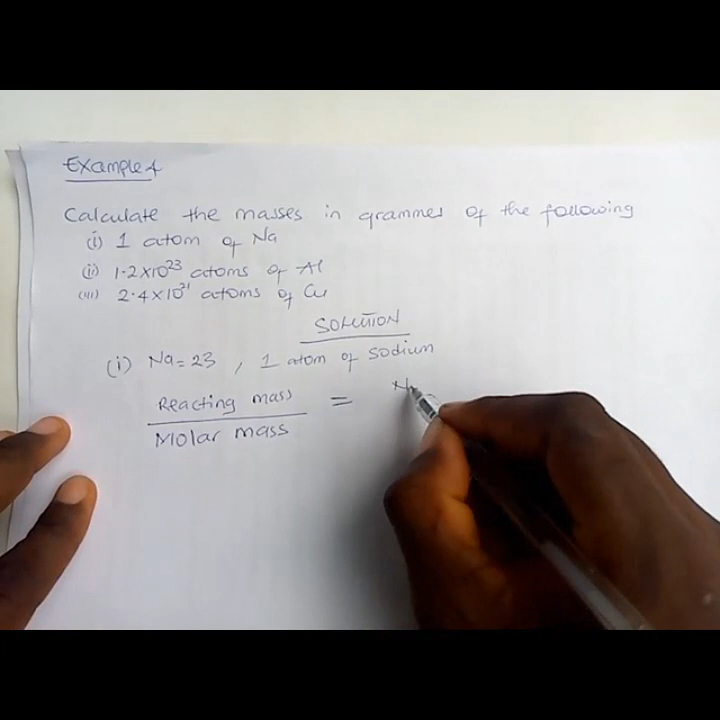 Example 4
Calculate the masses in grammes of the following
(i) 1 atom of Na
(ii) 1.2×10²³ atoms of Al
(iii) 2.4×10²¹ atoms of
SOLUTION
(i) Na=23 , 1 atom of sodium
Reacting mass =
Molar mass